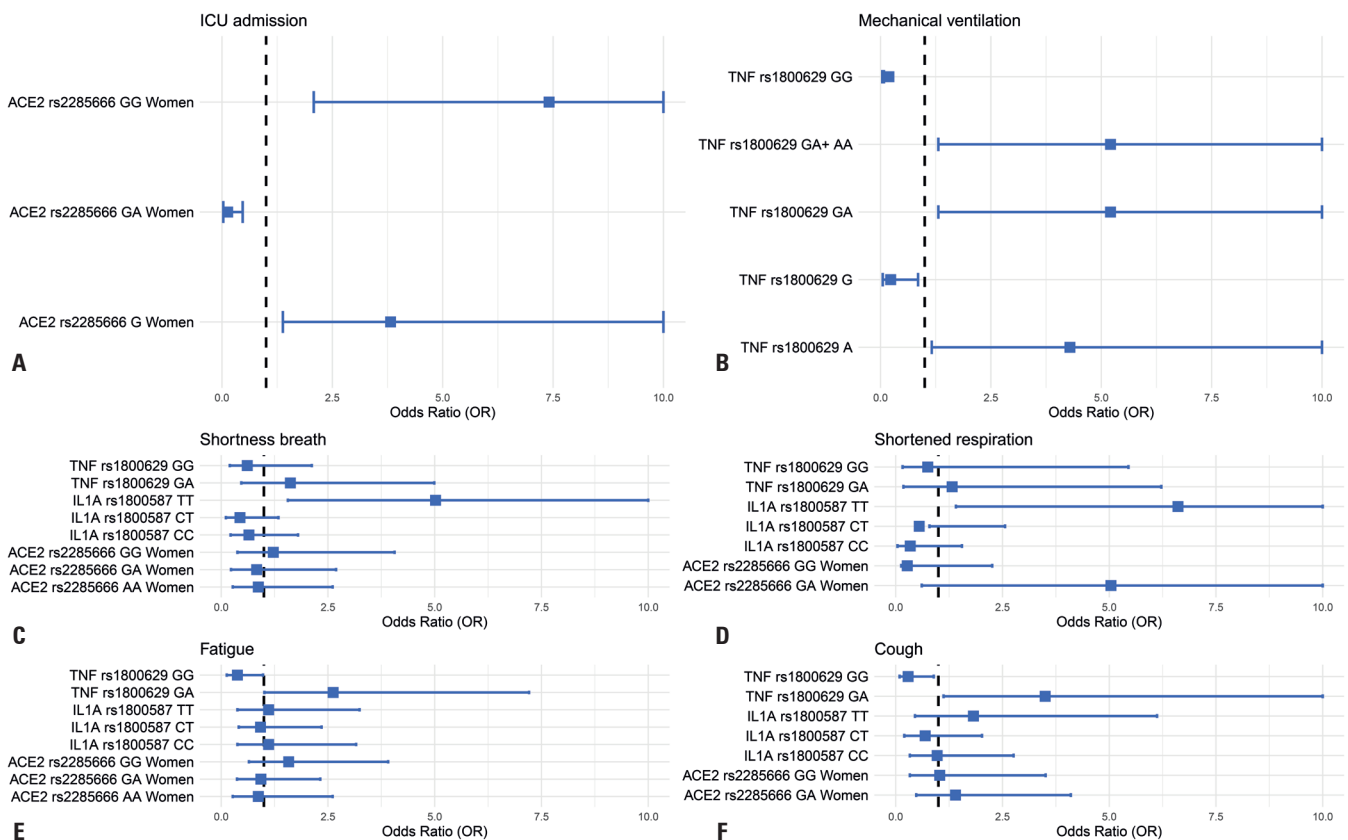 ICU admission
ACE2 rs2285666 GG Women
ACE2 rs2285666 GA Women
ACE2 rs2285666 G Women
A
0.0 2.5 5.0 7.5 10.0
Odds Ratio (OR)
Mechanical ventilation
TNF rs1800629 GG
TNF rs1800629 GA+ AA
TNF rs1800629 GA
TNF rs1800629 G
TNF rs1800629 A
B
0.0 2.5 5.0 7.5 10.0
Odds Ratio (OR)
Shortness breath
TNF rs1800629 GG
TNF rs1800629 GA
IL1A rs1800587 TT
IL1A rs1800587 CT
IL1A rs1800587 CC
ACE2 rs2285666 GG Women
ACE2 rs2285666 GA Women
ACE2 rs2285666 AA Women
0.0 2.5 5.0 7.5 10.0
Odds Ratio (OR)
C
Shortened respiration
TNF rs1800629 GG
TNF rs1800629 GA
IL1A rs1800587 TT
IL1A rs1800587 CT
IL1A rs1800587 CC
ACE2 rs2285666 GG Women
ACE2 rs2285666 GA Women
0.0 2.5 5.0 7.5 10.0
Odds Ratio (OR)
D
Fatigue
TNF rs1800629 GG
TNF rs1800629 GA
IL1A rs1800587 TT
IL1A rs1800587 CT
IL1A rs1800587 CC
ACE2 rs2285666 GG Women
ACE2 rs2285666 GA Women
ACE2 rs2285666 AA Women
0.0 2.5 5.0 7.5 10.0
Odds Ratio (OR)
E
Cough
TNF rs1800629 GG
TNF rs1800629 GA
IL1A rs1800587 TT
IL1A rs1800587 CT
IL1A rs1800587 CC
ACE2 rs2285666 GG Women
ACE2 rs2285666 GA Women
0.0 2.5 5.0 7.5 10.0
Odds Ratio (OR)
F